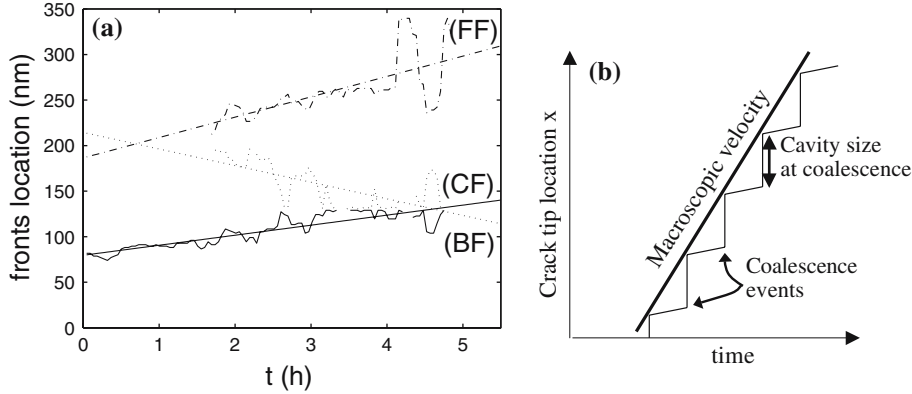 (a)
fronts location (nm)
350
300
250
200
150
100
50
0
(FF)
(CF)
(BF)
0
1
2
3
4
5
t (h)
(b)
Crack tip location x
Macroscopic velocity
Cavity size
at coalescence
Coalescence
events
time